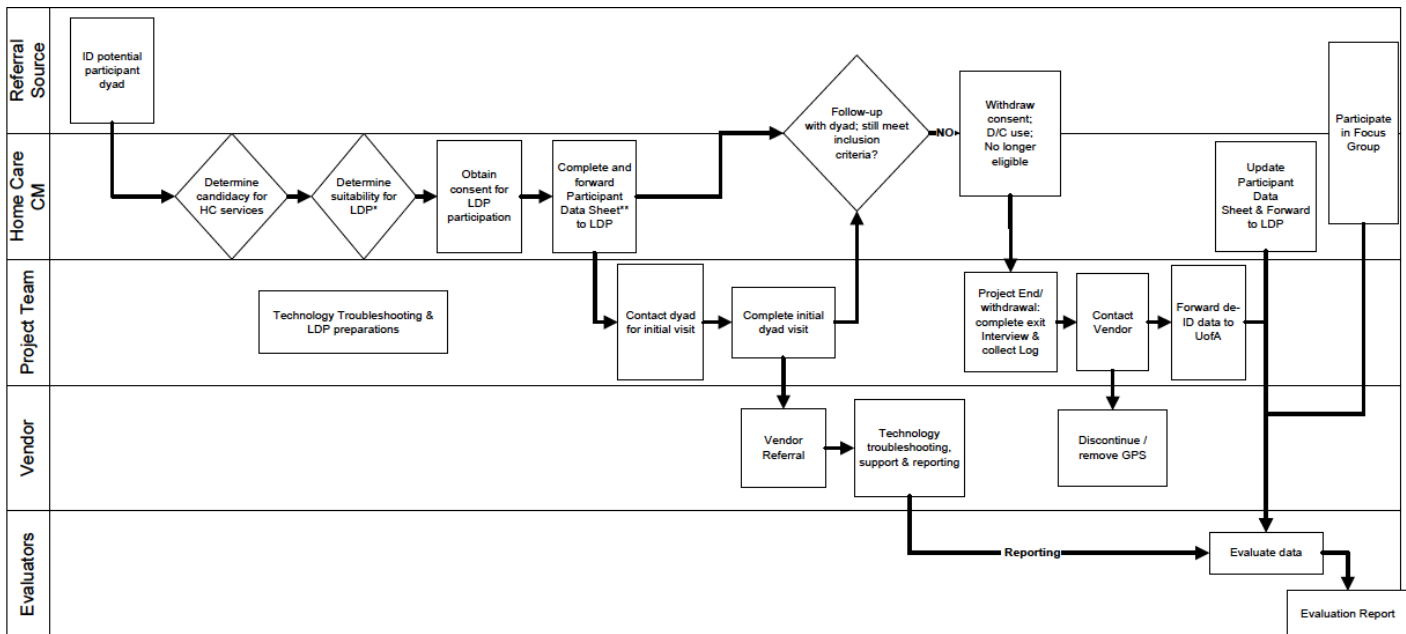 Referral
Source
ID potential
participant
dyad
Follow-up
with dyad; still meet
inclusion
criteria?
NO
Withdraw
consent;
D/C use;
No longer
eligible
Participate
in Focus
Group
Home Care
CM
Determine
candidacy for
HC services
Determine
suitability for
LDP*
Obtain
consent for
LDP
participation
Complete and
forward
Participant
Data Sheet**
to LDP
Update
Participant
Data
Sheet & Forward
to LDP
Project Team
Technology Troubleshooting &
LDP preparations
Contact dyad
for initial visit
Complete initial
dyad visit
Project End/
withdrawal:
complete exit
Interview &
collect Log
Contact
Vendor
Forward de-
ID data to
UofA
Vendor
Vendor
Referral
Technology
troubleshooting,
support & reporting
Discontinue /
remove GPS
Evaluators
Reporting
Evaluate data
Evaluation Report